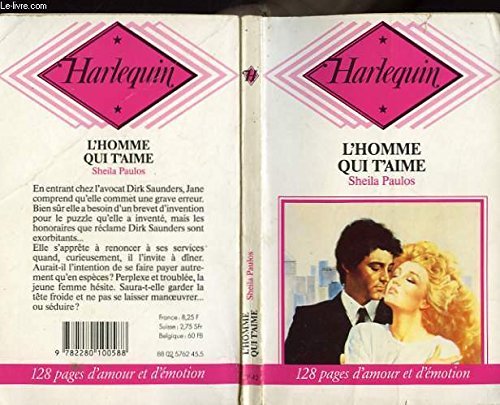 Le-livre.com
Harlequin
L'HOMME
QUI T'AIME
Sheila Paulos
En entrant chez l'avocat Dirk Saunders, Jane
comprend qu'elle commet une grave erreur.
Bien sûr elle a besoin d'un brevet d'invention
pour le puzzle qu'elle a inventé, mais les
honoraires que réclame Dirk Saunders sont
exorbitants...
Elle s'apprête à renoncer à ses services
quand, curieusement, il l'invite à dîner.
Aurait-il l'intention de se faire payer autre-
ment qu'en espèces ? Perplexe et troublée, la
jeune femme hésite. Saura-t-elle garder la
tête froide et ne pas se laisser manœuvrer...
ou séduire ?
France : 8,25 F
Suisse : 2,75 Sfr
Belgique : 60 FB
9 782280 100588
88 02 5762 45.5
128 pages d'amour et d'émotion
H
Sheila Paulos
L'HOMME
QUI T'AIME
Harlequin
L'HOMME
QUI T'AIME
Sheila Paulos
128 pages d'amour et d'émotion